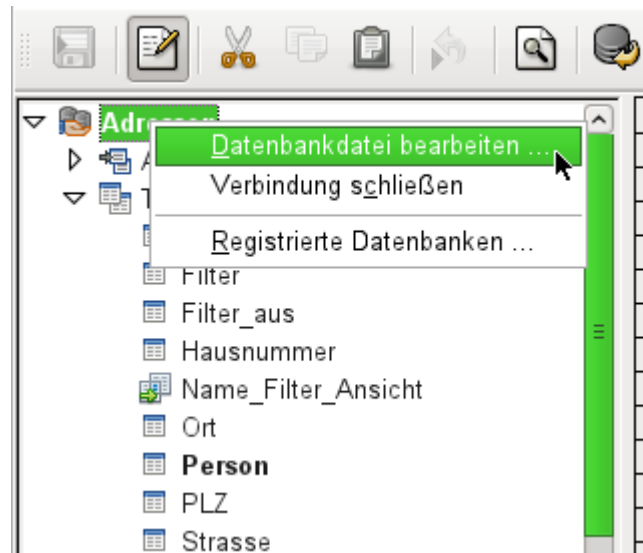 Adressen
Datenbankdatei bearbeiten ...
Verbindung schließen
Registrierte Datenbanken ...
Filter
Filter_aus
Hausnummer
Name_Filter_Ansicht
Ort
Person
PLZ
Strasse